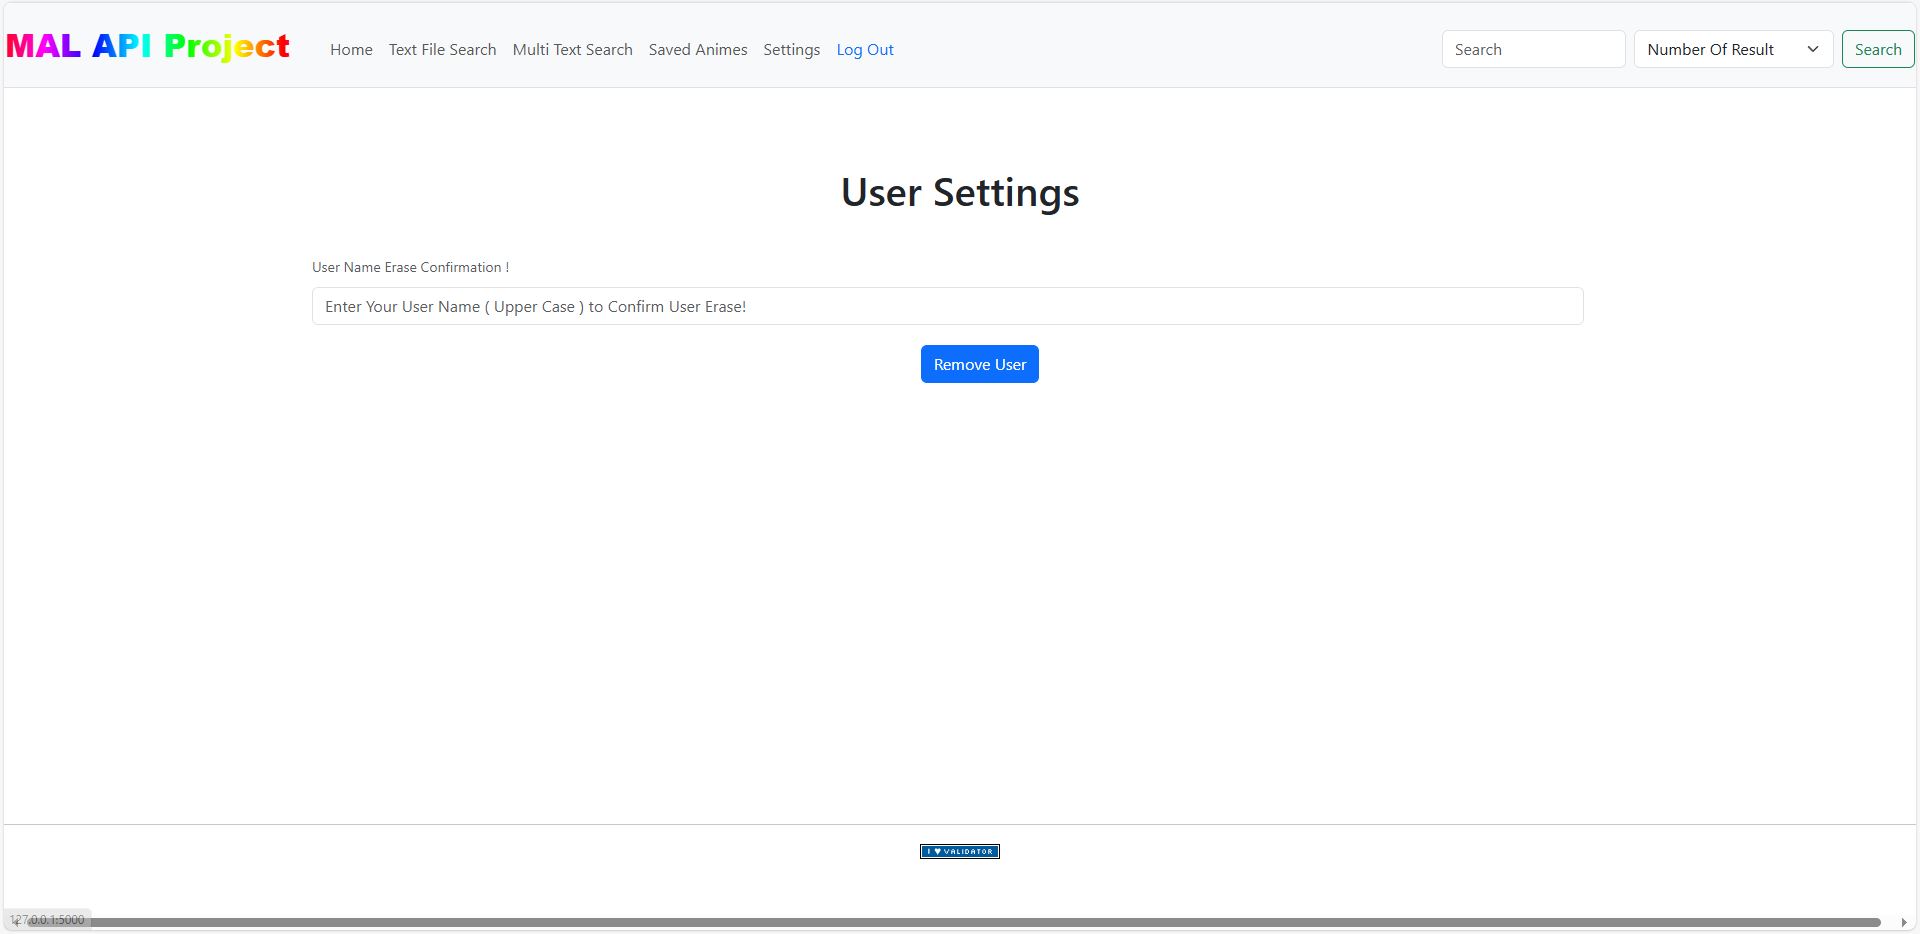 MAL API Project Home Text File Search Multi Text Search Saved Animes Settings Log Out Search Number Of Result Search
User Settings
User Name Erase Confirmation !
Enter Your User Name ( Upper Case ) to Confirm User Erase!
Remove User
I ♥ VALIDATOR
127.0.0.1:5000